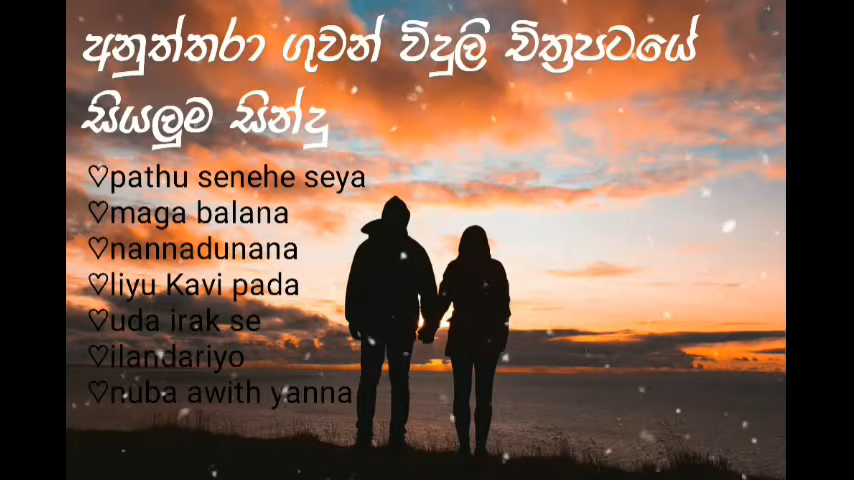 අනුත්තරා ගුවන් විදුලි චිත්‍රපටයේ
සියලුම සින්දු
♡pathu senehe seya
♡maga balana
♡nannadunana
♡liyu Kavi pada
♡uda irak se
♡ilandariyo
♡nuba awith yanna